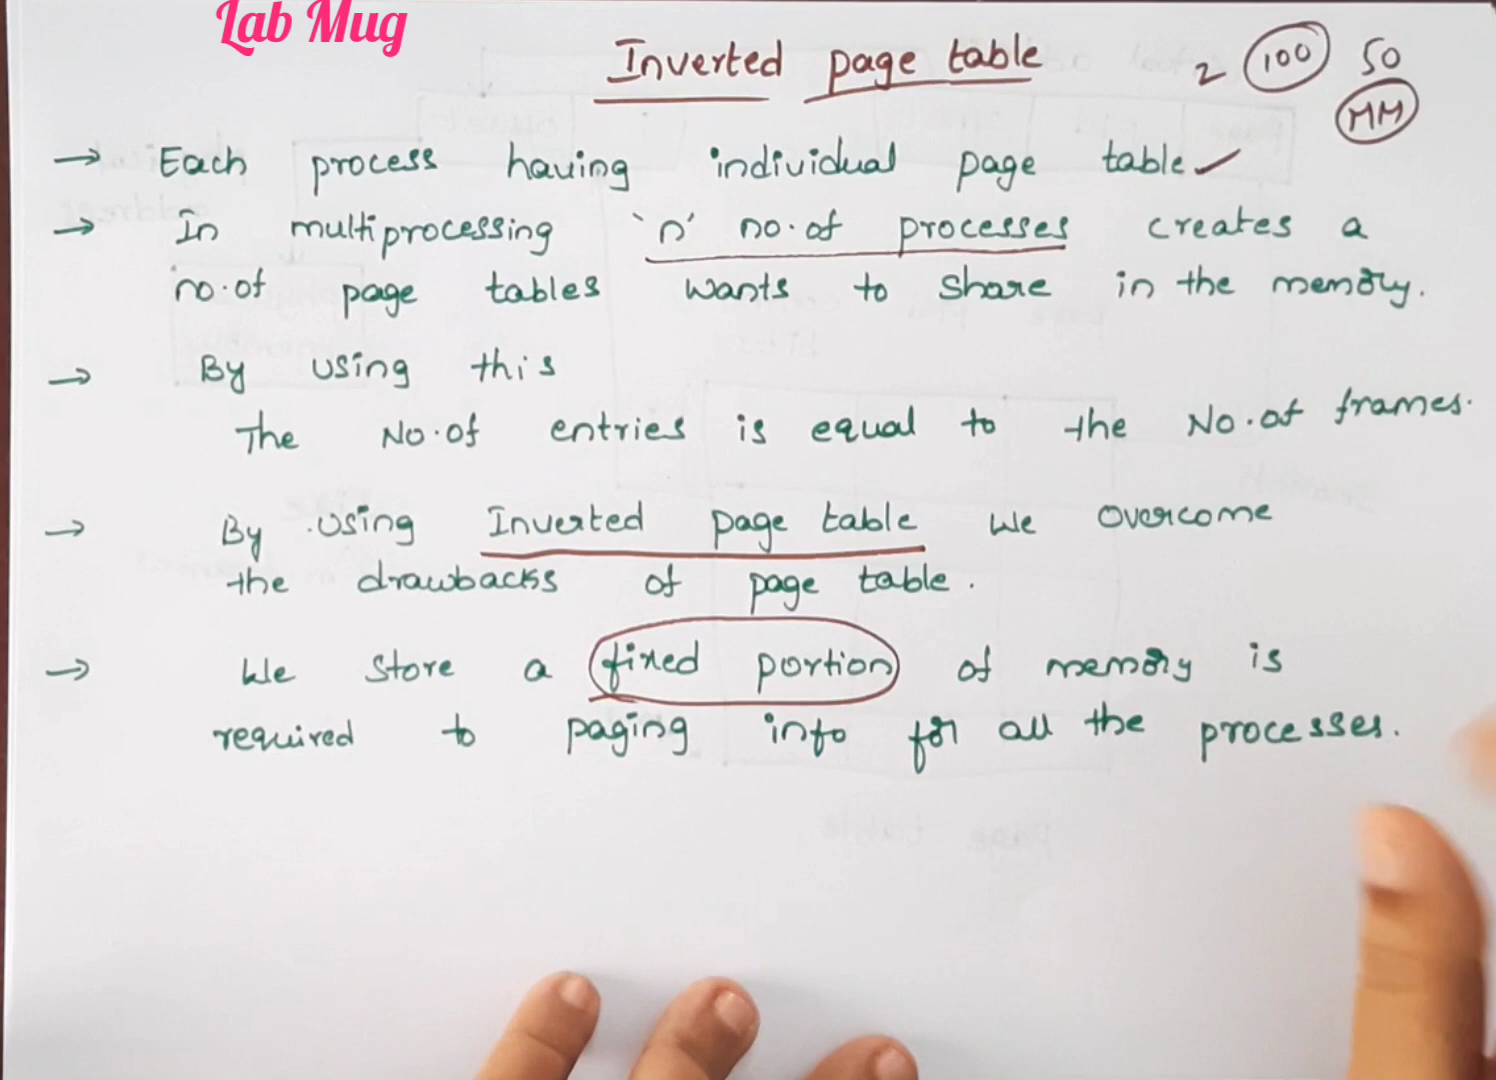 Lab Mug
Inverted page table 2 100 50
MM
→ Each process having individual page table ✓
→ In multiprocessing 'n' no.of processes creates a
no.of page tables wants to share in the memory.
→ By using this
The No.of entries is equal to the No.of frames.
→ By using Inverted page table we overcome
the drawbacks of page table.
→ We store a fixed portion of memory is
required to paging info for all the processes.